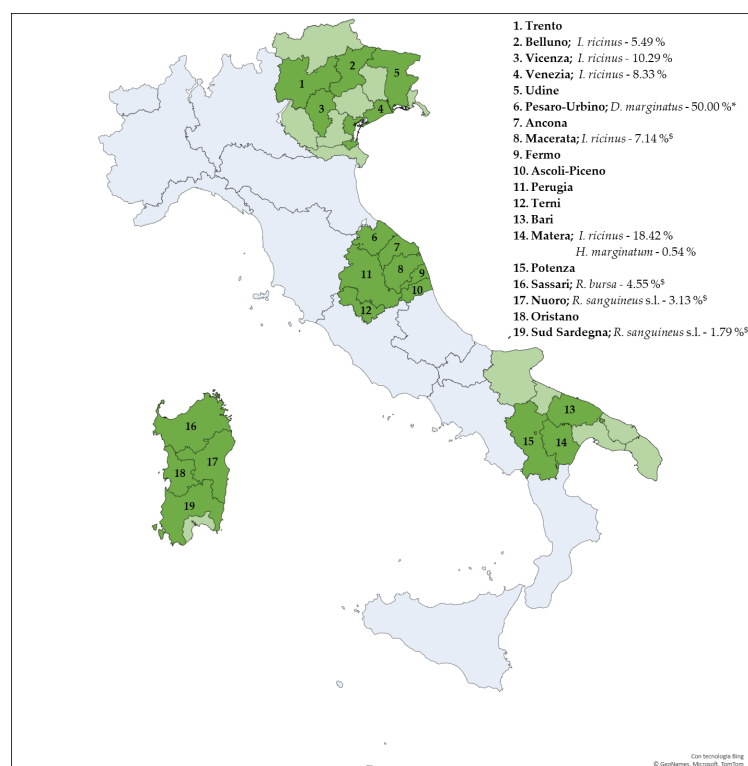 1. Trento
2. Belluno; I. ricinus - 5.49 %
3. Vicenza; I. ricinus - 10.29 %
4. Venezia; I. ricinus - 8.33 %
5. Udine
6. Pesaro-Urbino; D. marginatus - 50.00 %*
7. Ancona
8. Macerata; I. ricinus - 7.14 %$
9. Fermo
10. Ascoli-Piceno
11. Perugia
12. Terni
13. Bari
14. Matera; I. ricinus - 18.42 %
H. marginatum - 0.54 %
15. Potenza
16. Sassari; R. bursa - 4.55 %$
17. Nuoro; R. sanguineus s.l. - 3.13 %$
18. Oristano
19. Sud Sardegna; R. sanguineus s.l. - 1.79 %$
2
1
5
3
4
6
7
8
9
11
10
12
13
15
14
16
17
18
19
Con tecnologia Bing
© GeoNames, Microsoft, TomTom